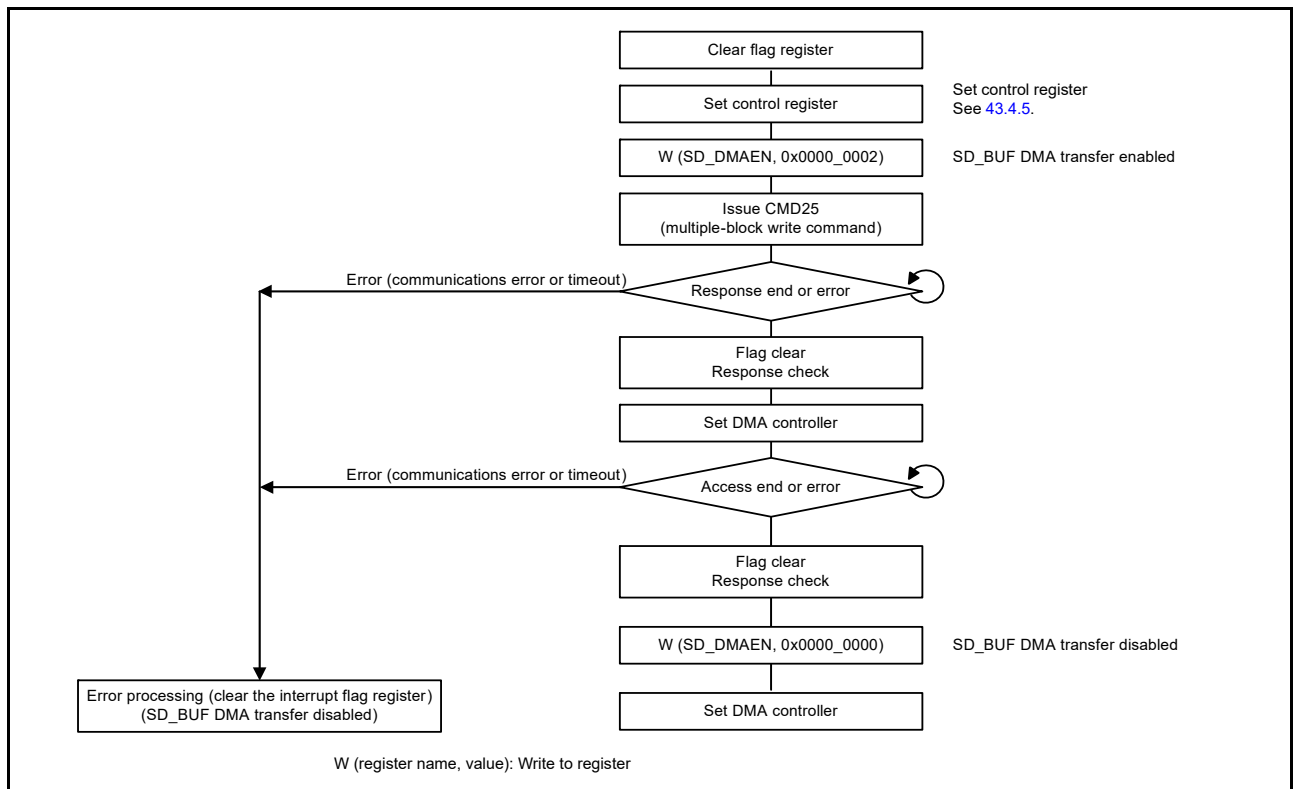 Clear flag register
Set control register
Set control register
See 43.4.5.
W (SD_DMAEN, 0x0000_0002)
SD_BUF DMA transfer enabled
Issue CMD25
(multiple-block write command)
Error (communications error or timeout)
Response end or error
Flag clear
Response check
Set DMA controller
Error (communications error or timeout)
Access end or error
Flag clear
Response check
W (SD_DMAEN, 0x0000_0000)
SD_BUF DMA transfer disabled
Error processing (clear the interrupt flag register)
(SD_BUF DMA transfer disabled)
Set DMA controller
W (register name, value): Write to register